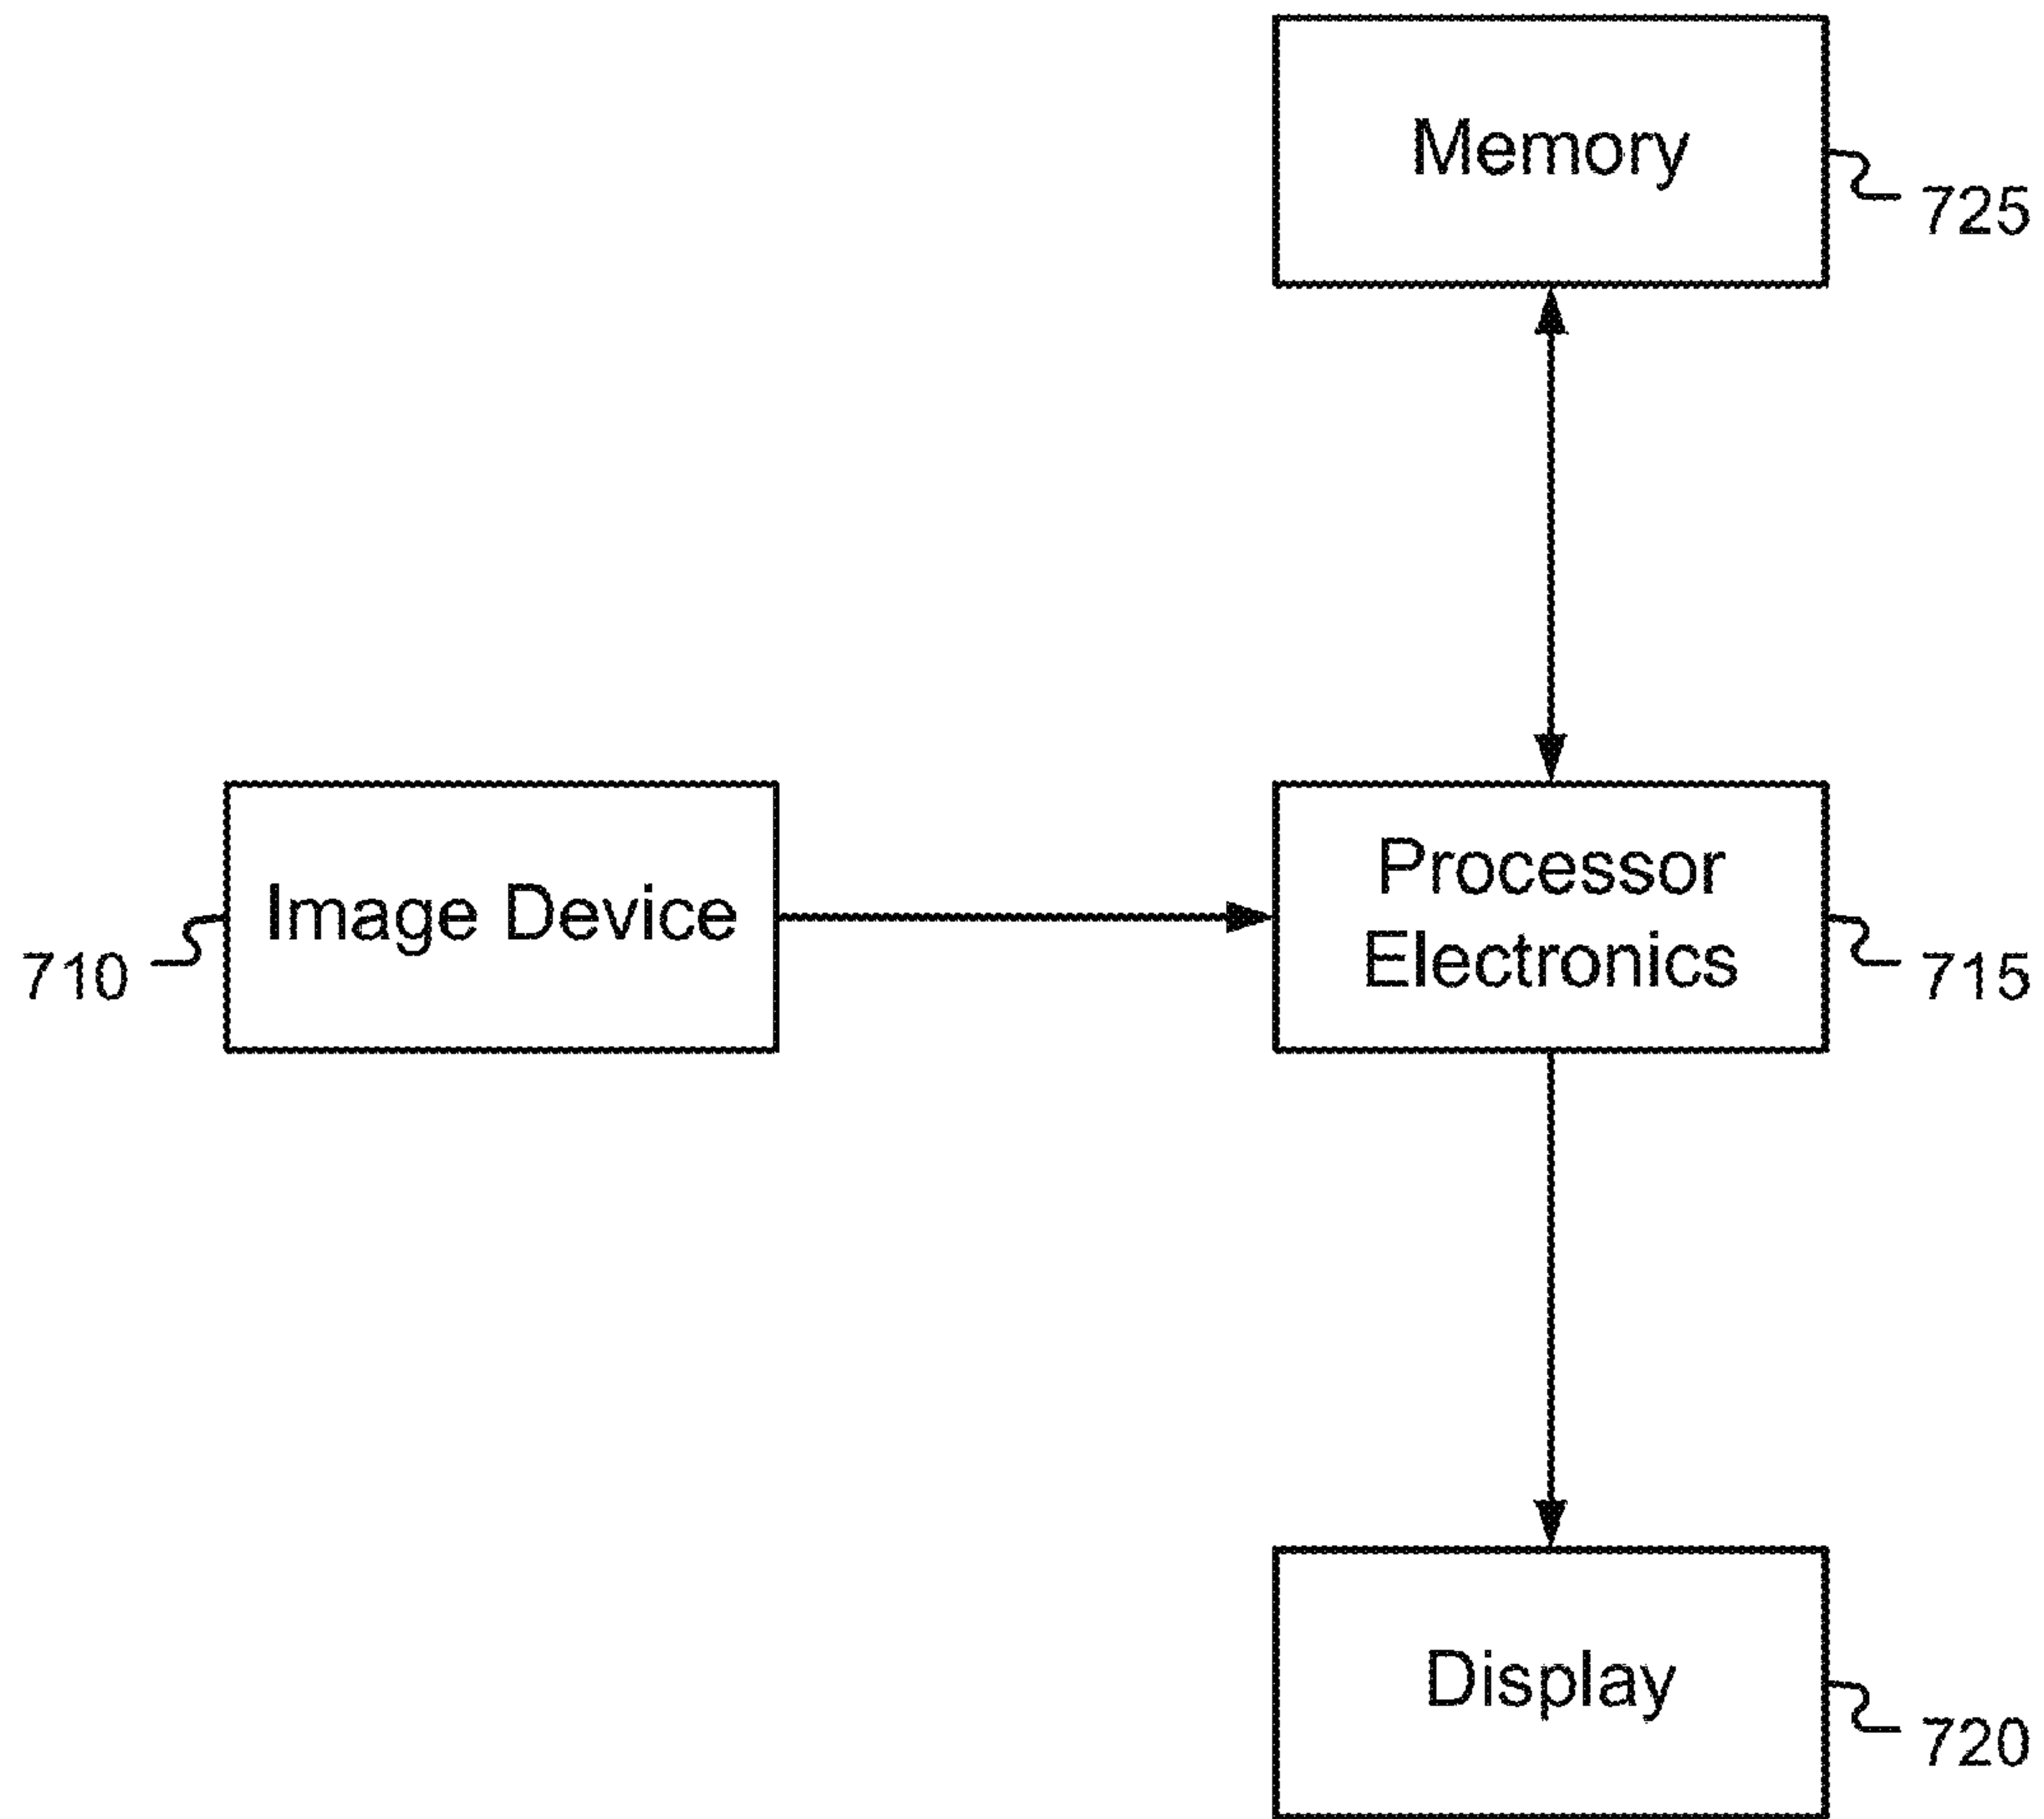 Memory
725
Image Device
710
Processor
Electronics
715
Display
720